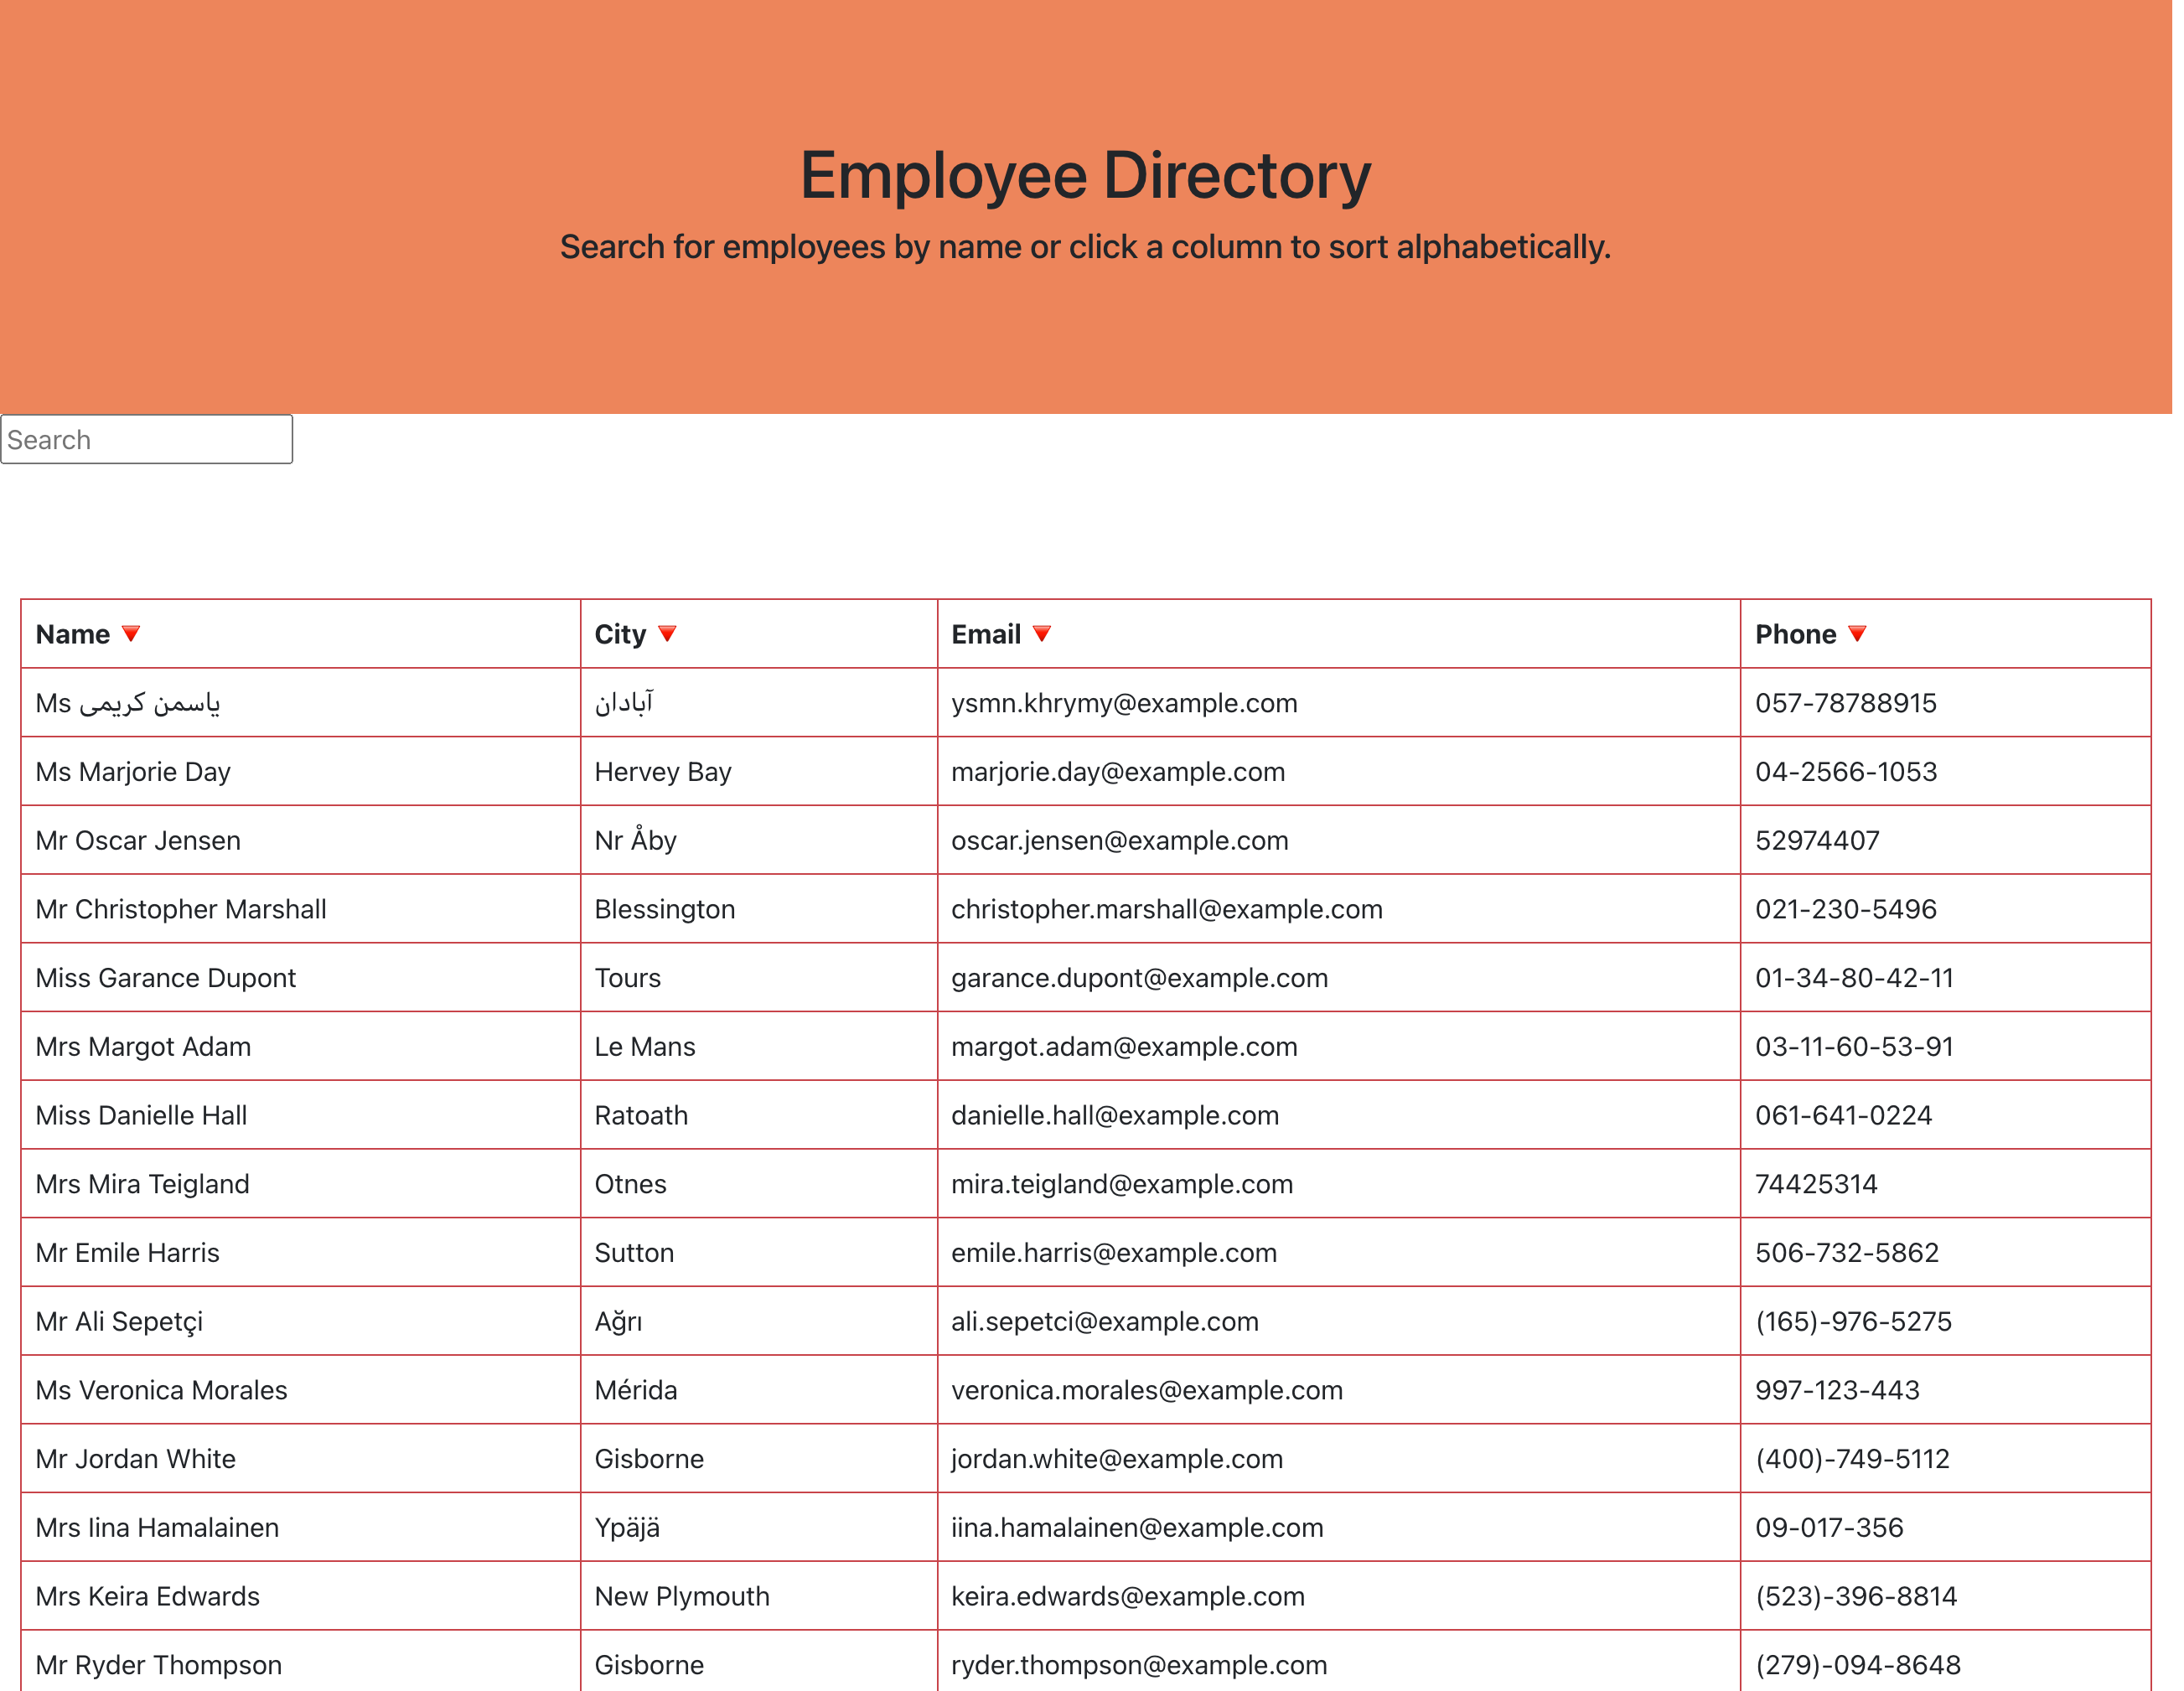 Employee Directory
Search for employees by name or click a column to sort alphabetically.
Search
Name 🔻 City 🔻 Email 🔻 Phone 🔻
Ms یاسمن کریمی آبادان ysmn.khrymy@example.com 057-78788915
Ms Marjorie Day Hervey Bay marjorie.day@example.com 04-2566-1053
Mr Oscar Jensen Nr Åby oscar.jensen@example.com 52974407
Mr Christopher Marshall Blessington christopher.marshall@example.com 021-230-5496
Miss Garance Dupont Tours garance.dupont@example.com 01-34-80-42-11
Mrs Margot Adam Le Mans margot.adam@example.com 03-11-60-53-91
Miss Danielle Hall Ratoath danielle.hall@example.com 061-641-0224
Mrs Mira Teigland Otnes mira.teigland@example.com 74425314
Mr Emile Harris Sutton emile.harris@example.com 506-732-5862
Mr Ali Sepetçi Ağrı ali.sepetci@example.com (165)-976-5275
Ms Veronica Morales Mérida veronica.morales@example.com 997-123-443
Mr Jordan White Gisborne jordan.white@example.com (400)-749-5112
Mrs Iina Hamalainen Ypäjä iina.hamalainen@example.com 09-017-356
Mrs Keira Edwards New Plymouth keira.edwards@example.com (523)-396-8814
Mr Ryder Thompson Gisborne ryder.thompson@example.com (279)-094-8648